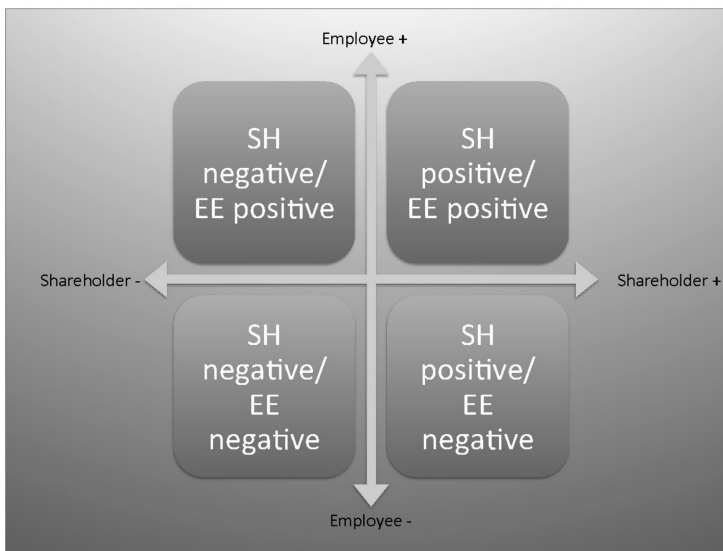 Employee +
SH
negative/
EE positive
SH
positive/
EE positive
Shareholder -
Shareholder +
SH
negative/
EE
negative
SH
positive/
EE
negative
Employee -